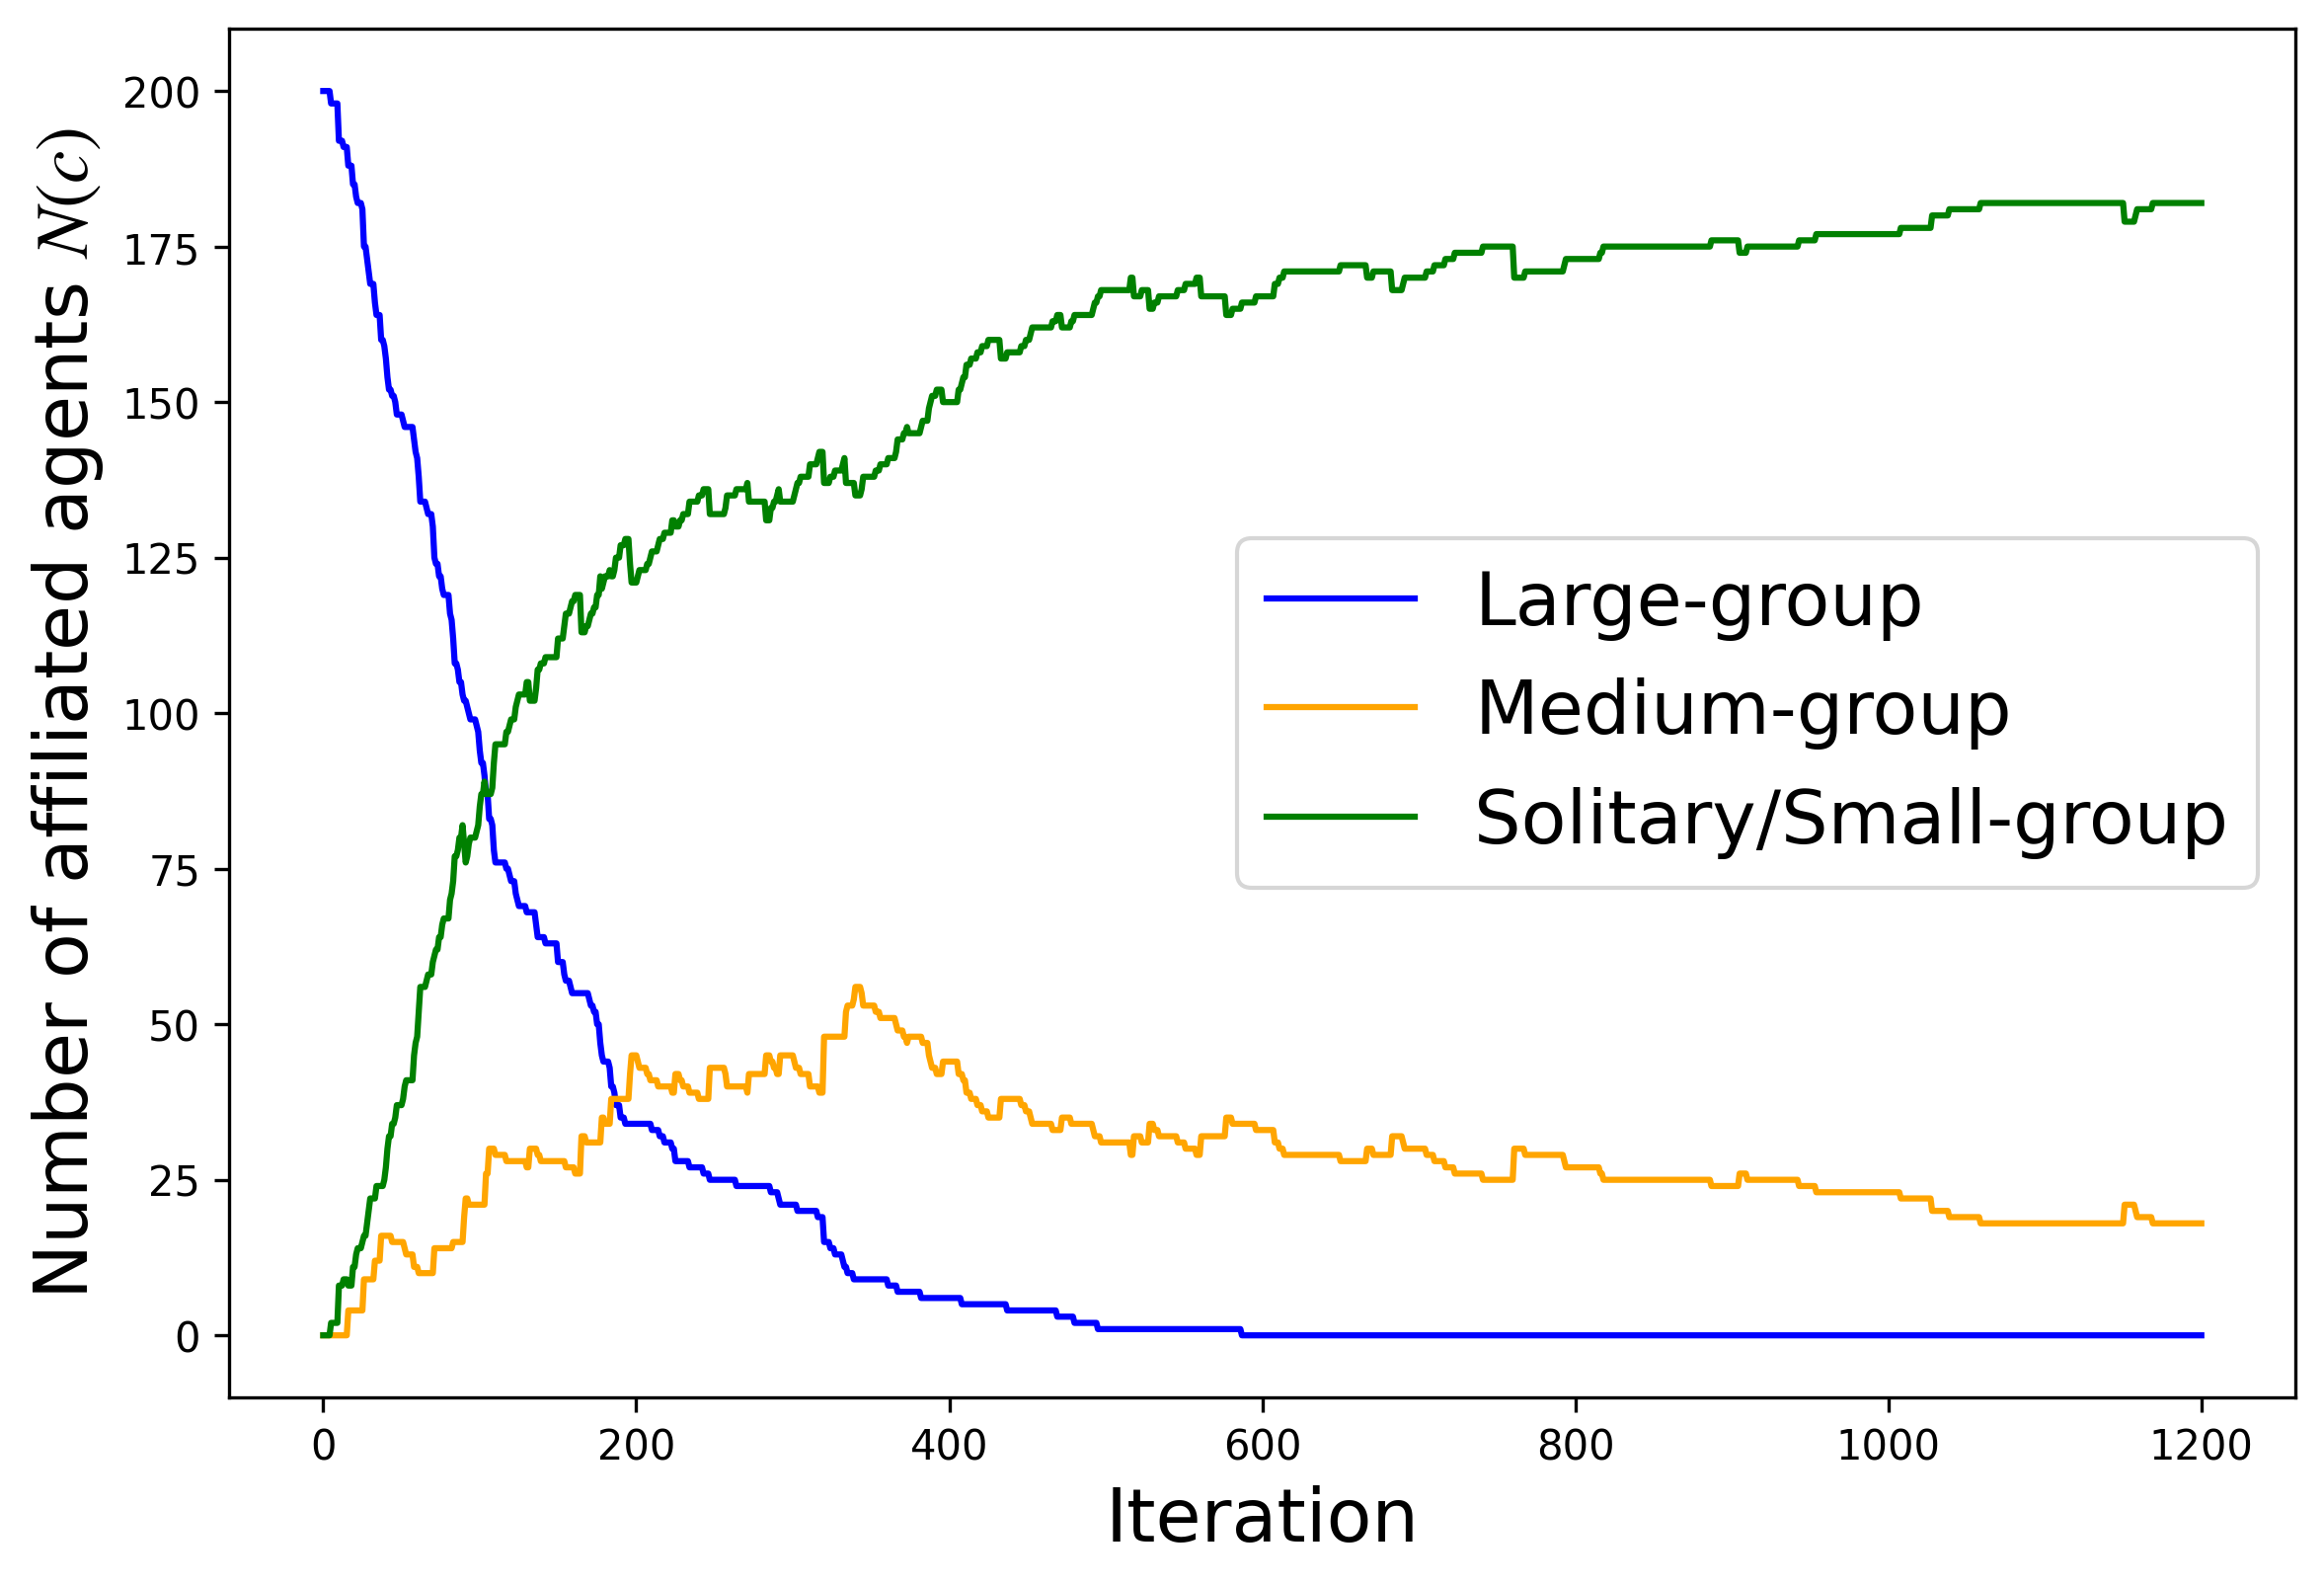 Number of affiliated agents N(c)
200
175
150
125
100
75
50
25
0
Large-group
Medium-group
Solitary/Small-group
0 200 400 600 800 1000 1200
Iteration